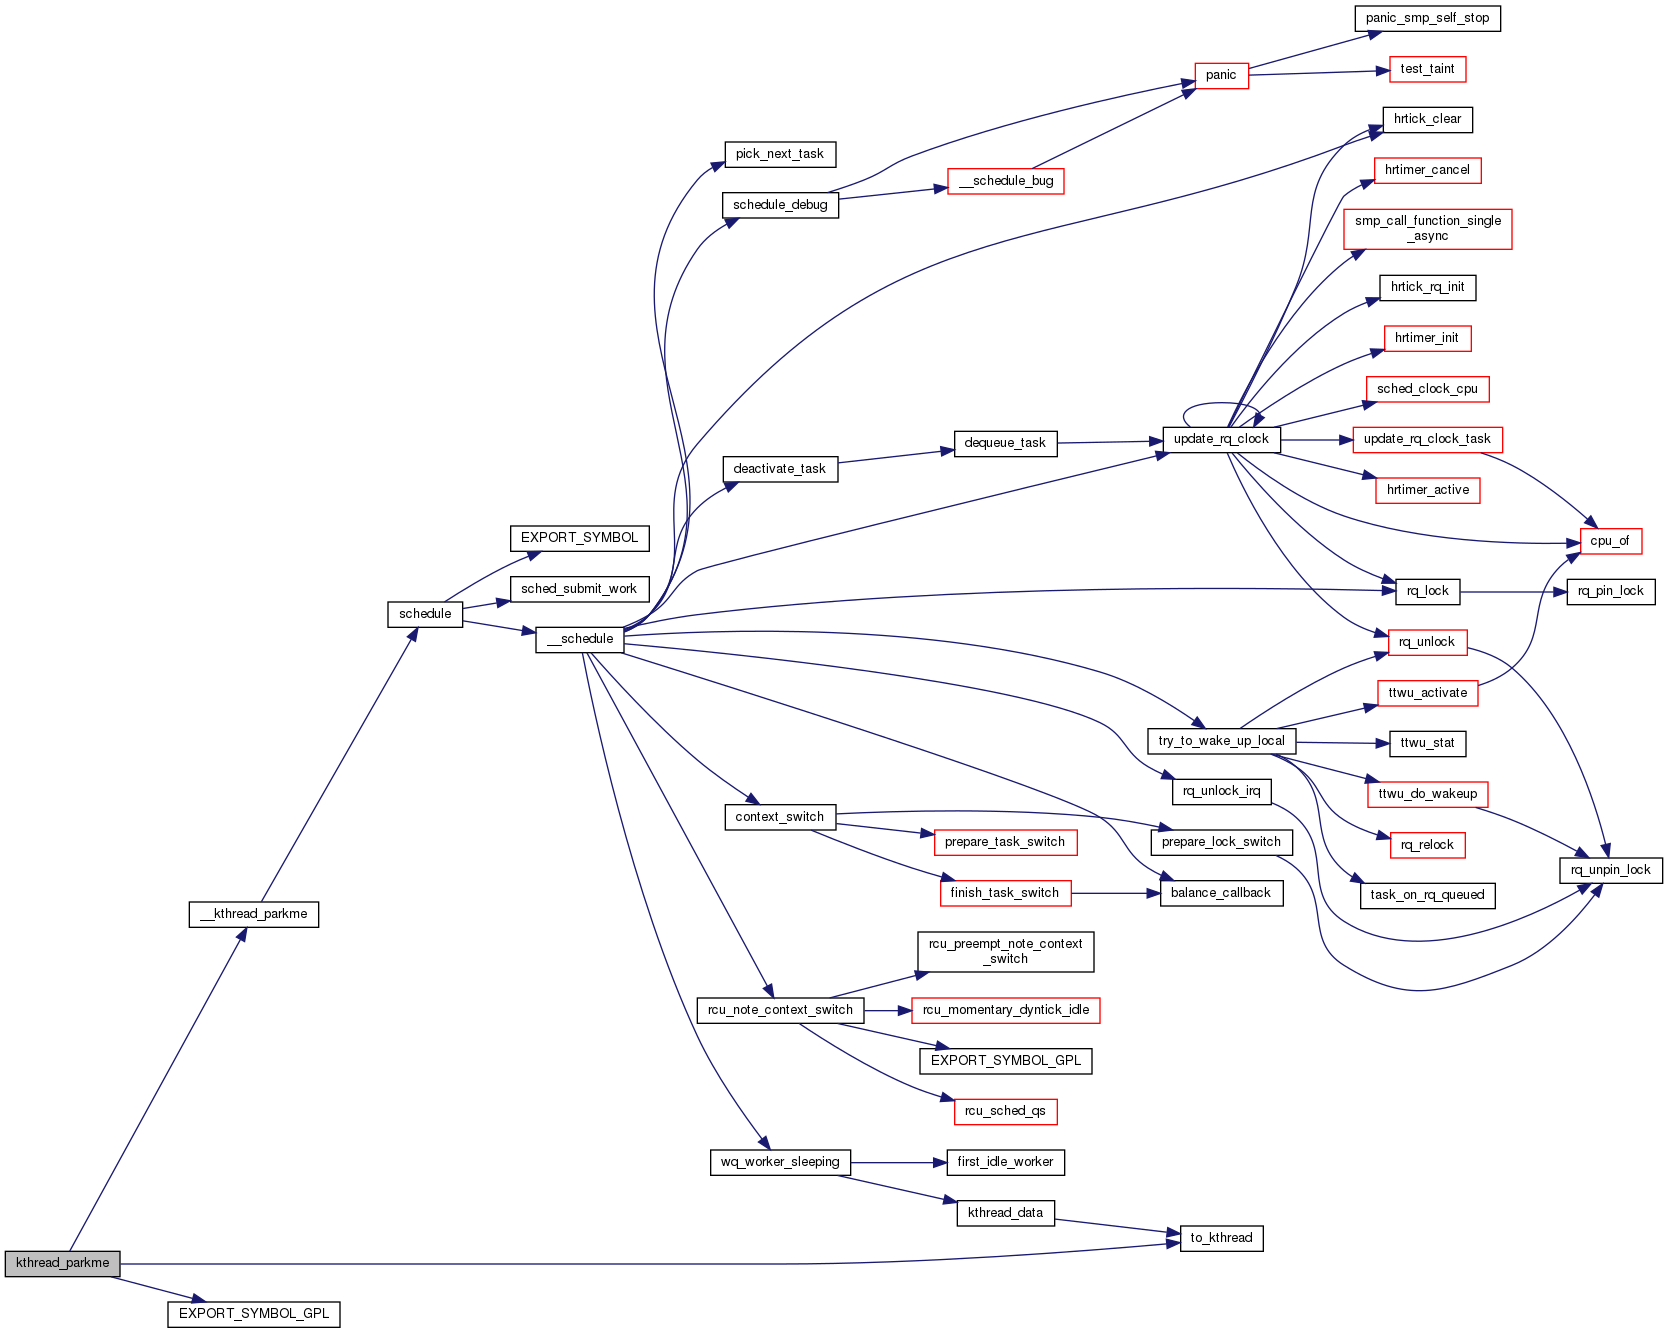 panic_smp_self_stop
panic
test_taint
hrtick_clear
pick_next_task
hrtimer_cancel
__schedule_bug
schedule_debug
smp_call_function_single
_async
hrtick_rq_init
hrtimer_init
sched_clock_cpu
update_rq_clock
update_rq_clock_task
dequeue_task
deactivate_task
hrtimer_active
EXPORT_SYMBOL
cpu_of
sched_submit_work
rq_lock
rq_pin_lock
schedule
__schedule
rq_unlock
ttwu_activate
try_to_wake_up_local
ttwu_stat
rq_unlock_irq
ttwu_do_wakeup
context_switch
prepare_task_switch
prepare_lock_switch
rq_relock
rq_unpin_lock
finish_task_switch
balance_callback
task_on_rq_queued
__kthread_parkme
rcu_preempt_note_context
_switch
rcu_note_context_switch
rcu_momentary_dyntick_idle
EXPORT_SYMBOL_GPL
rcu_sched_qs
wq_worker_sleeping
first_idle_worker
kthread_data
to_kthread
kthread_parkme
EXPORT_SYMBOL_GPL